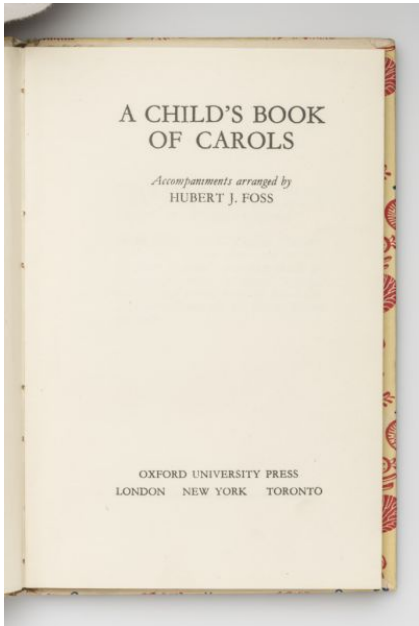 A CHILD'S BOOK
OF CAROLS
Accompaniments arranged by
HUBERT J. FOSS
OXFORD UNIVERSITY PRESS
LONDON NEW YORK TORONTO